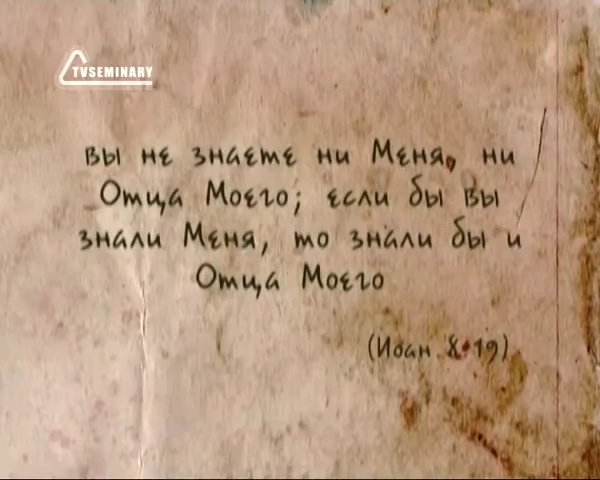 TVSEMINARY
вы не знаете ни Меня, ни
Отца Моего; если бы вы
знали Меня, то знали бы и
Отца Моего
(Иоан 8:19)